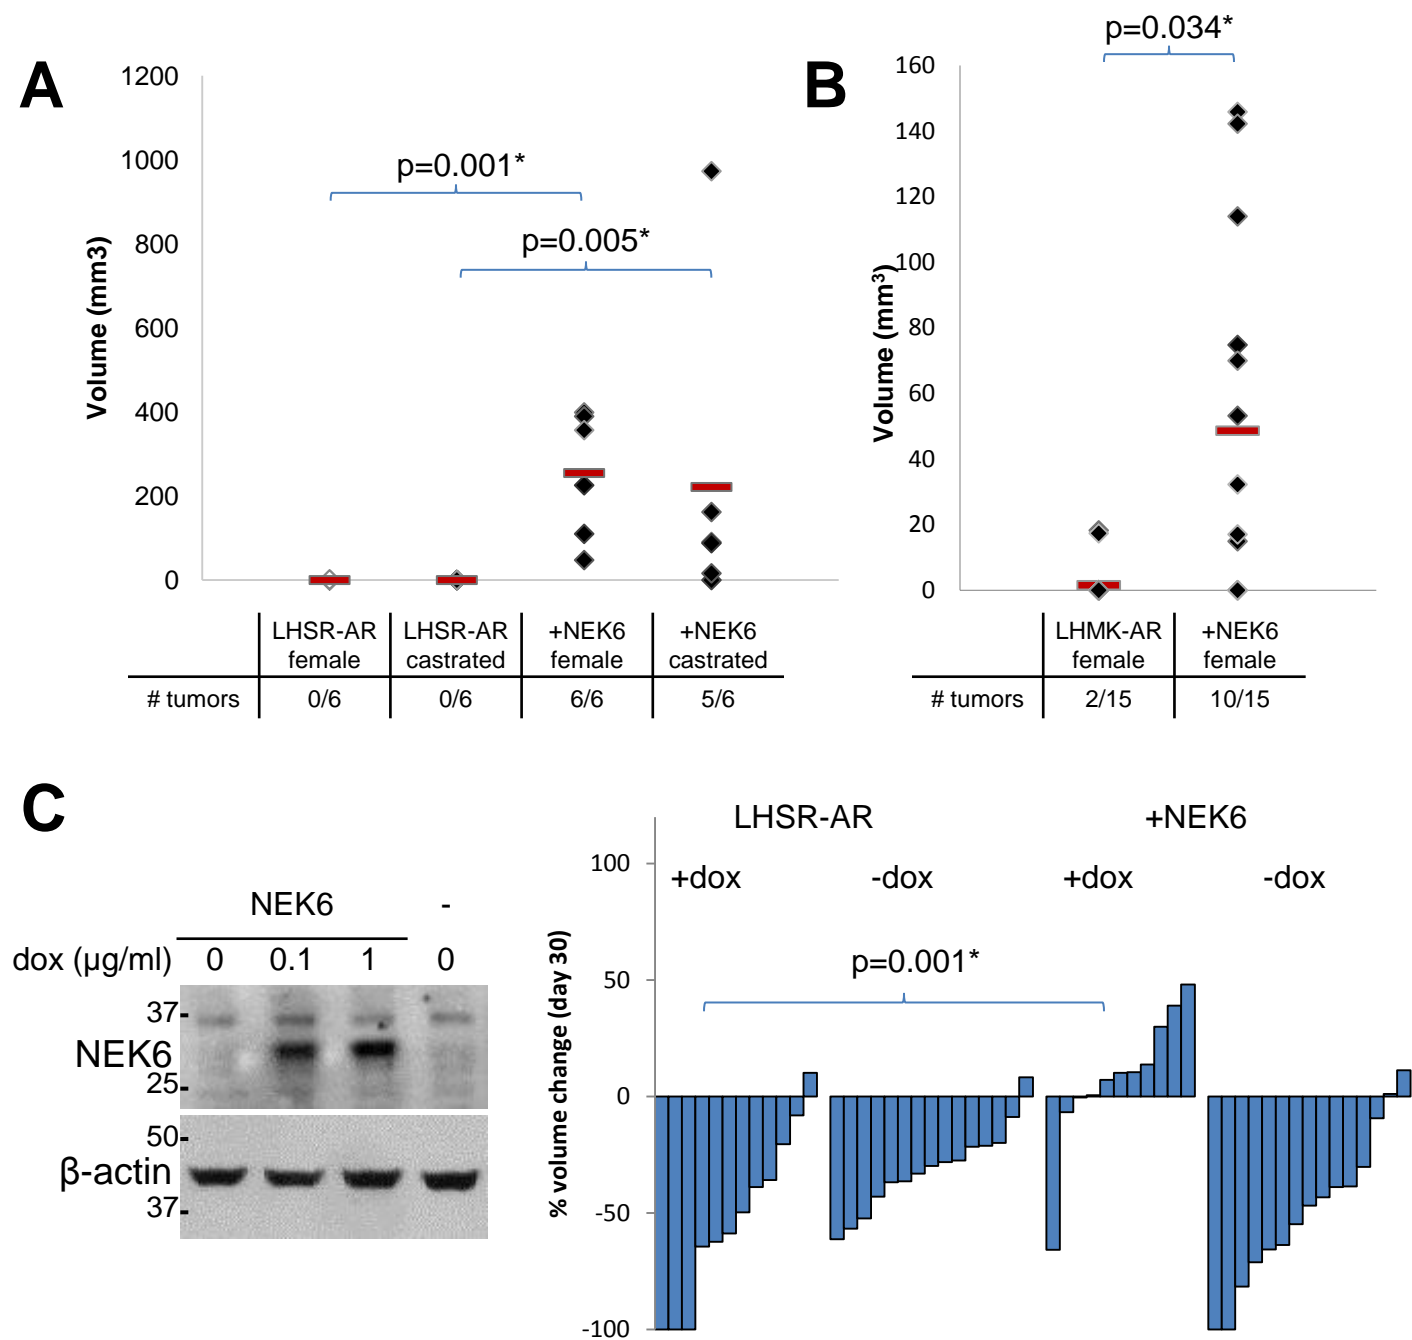 A
1200
1000
800
600
400
200
0
Volume (mm3)
p=0.001*
p=0.005*
LHSR-AR LHSR-AR +NEK6 +NEK6
female castrated female castrated
# tumors 0/6 0/6 6/6 5/6
B
p=0.034*
160
140
120
100
80
60
40
20
0
Volume (mm³)
LHMK-AR +NEK6
female female
# tumors 2/15 10/15
C
NEK6 -
dox (µg/ml) 0 0.1 1 0
37
NEK6
25
50
β-actin
37
LHSR-AR +NEK6
+dox -dox +dox -dox
p=0.001*
% volume change (day 30)
100
50
0
-50
-100